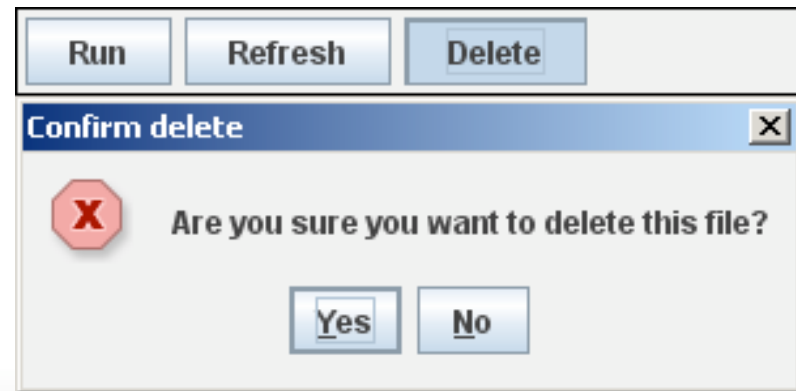 Run Refresh Delete
Confirm delete
Are you sure you want to delete this file?
Yes No